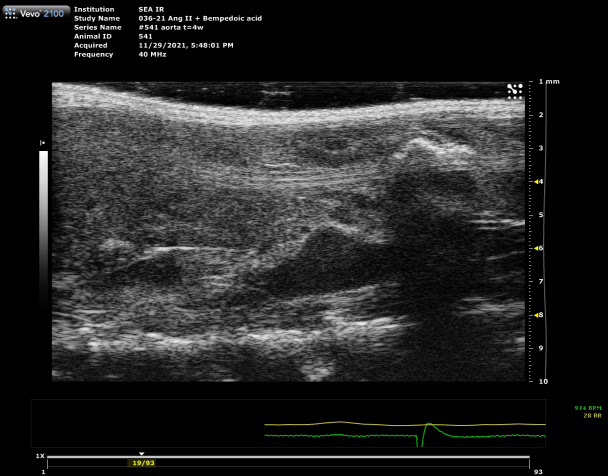 Vevo 2100
Institution SEA IR
Study Name 036-21 Ang II + Bempedoic acid
Series Name #541 aorta t=4w
Animal ID 541
Acquired 11/29/2021, 5:48:01 PM
Frequency 40 MHz
1 mm
2
3
4
5
6
7
8
9
10
974 BPM
28 RR
1X
19/93
1
93